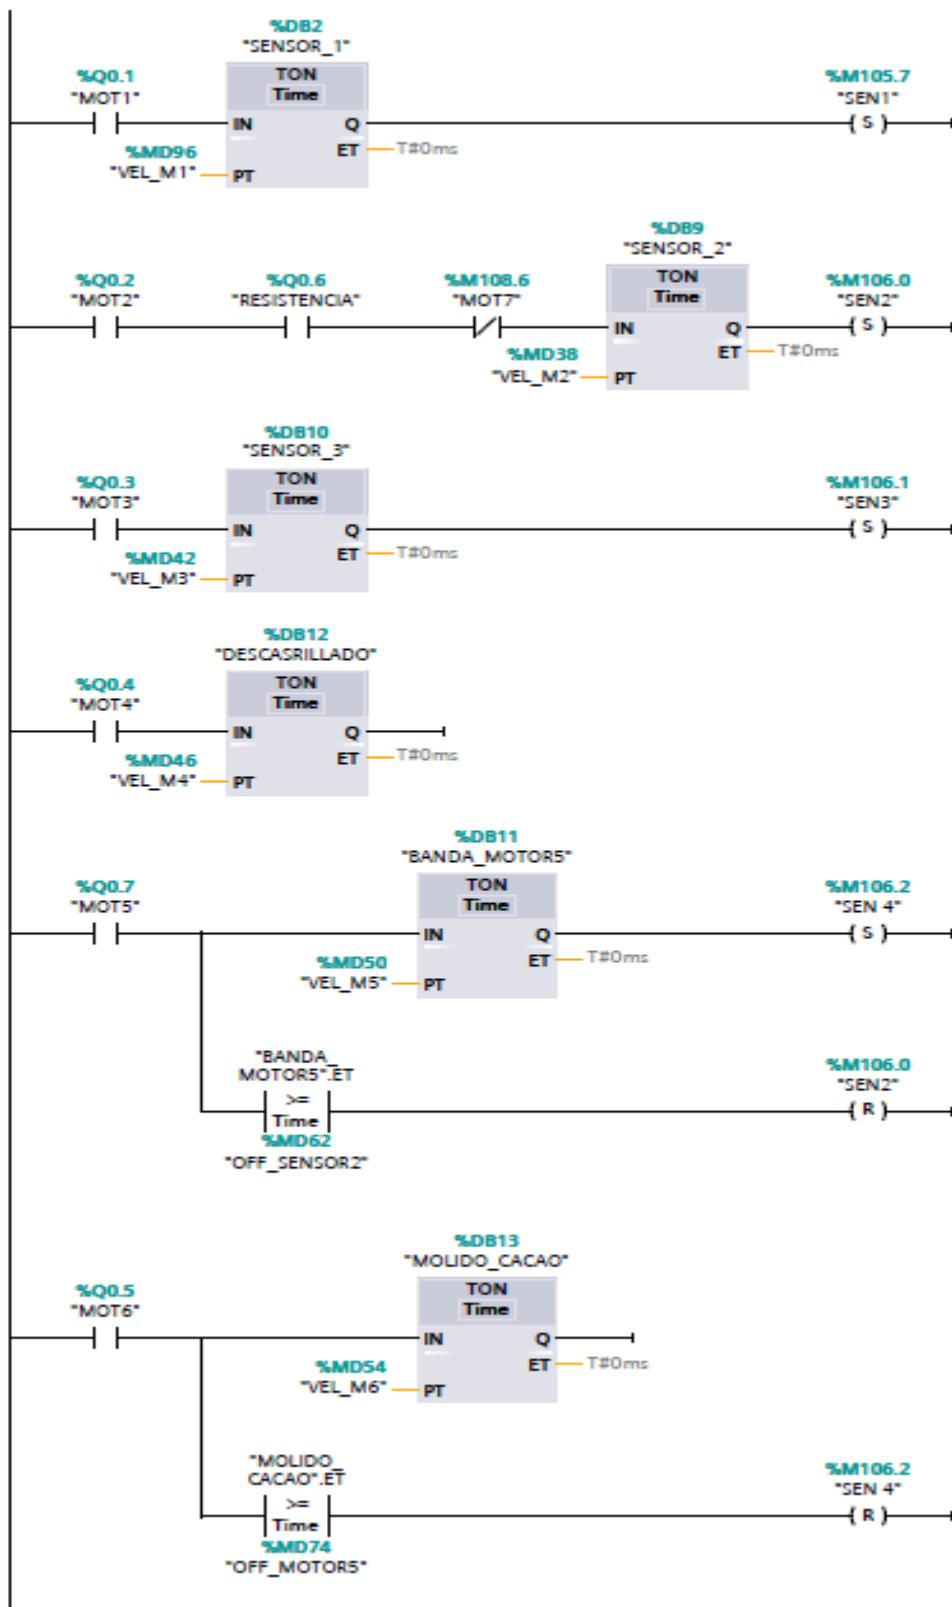 %DB2
"SENSOR_1"
%Q0.1
"MOT1"
TON
Time
%M105.7
"SEN1"
IN
Q
( S )
%MD96
"VEL_M1"
ET
T#0ms
PT
%DB9
"SENSOR_2"
%Q0.2
"MOT2"
%Q0.6
"RESISTENCIA"
%M108.6
"MOT7"
TON
Time
%M106.0
"SEN2"
IN
Q
( S )
%MD38
"VEL_M2"
ET
T#0ms
PT
%DB10
"SENSOR_3"
%Q0.3
"MOT3"
TON
Time
%M106.1
"SEN3"
IN
Q
( S )
%MD42
"VEL_M3"
ET
T#0ms
PT
%DB12
"DESCASRILLADO"
%Q0.4
"MOT4"
TON
Time
IN
Q
%MD46
"VEL_M4"
ET
T#0ms
PT
%DB11
"BANDA_MOTOR5"
%Q0.7
"MOT5"
TON
Time
%M106.2
"SEN 4"
IN
Q
( S )
%MD50
"VEL_M5"
ET
T#0ms
PT
"BANDA_
MOTOR5".ET
>=
Time
%MD62
"OFF_SENSOR2"
%M106.0
"SEN2"
( R )
%DB13
"MOLIDO_CACAO"
%Q0.5
"MOT6"
TON
Time
IN
Q
%MD54
"VEL_M6"
ET
T#0ms
PT
"MOLIDO_
CACAO".ET
>=
Time
%MD74
"OFF_MOTOR5"
%M106.2
"SEN 4"
( R )